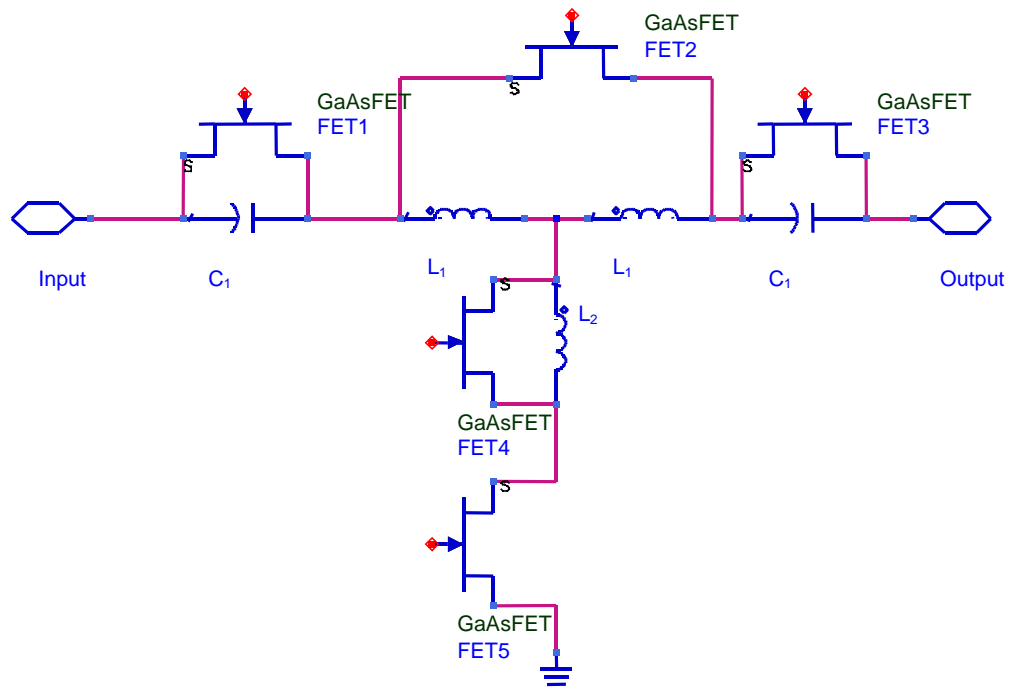 GaAsFET
FET2
S
GaAsFET
FET1
S
GaAsFET
FET3
S
Input
C₁
L₁
L₁
C₁
Output
S
L₂
GaAsFET
FET4
S
GaAsFET
FET5